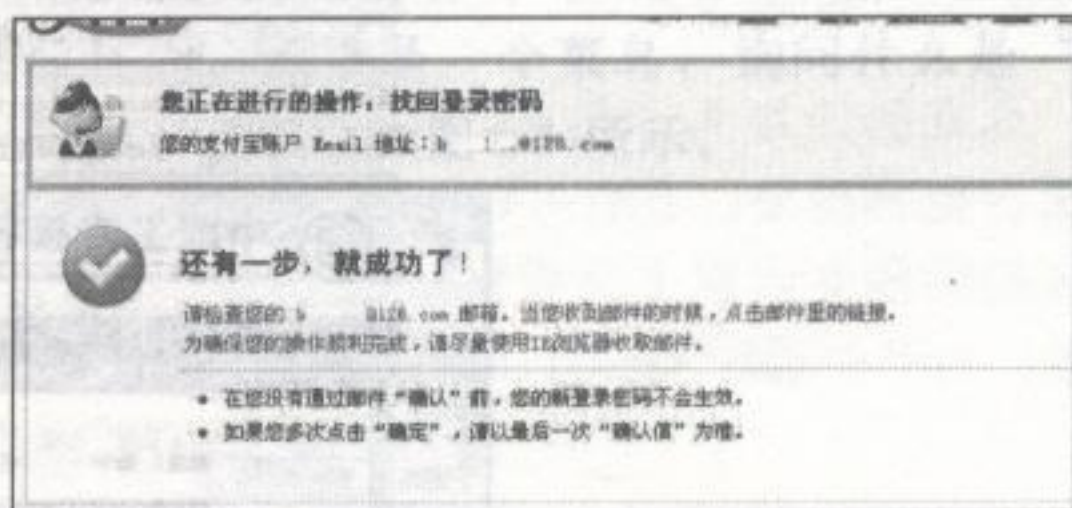 您正在进行的操作：找回登录密码
您的支付宝账户 Email 地址：b @126.com
还有一步，就成功了！
请检查您的 b @126.com 邮箱。当您收到邮件的时候，点击邮件里的链接。
为确保您的操作顺利完成，请尽量使用IE浏览器收取邮件。
• 在您没有通过邮件“确认”前，您的新登录密码不会生效。
• 如果您多次点击“确定”，请以最后一次“确认信”为准。